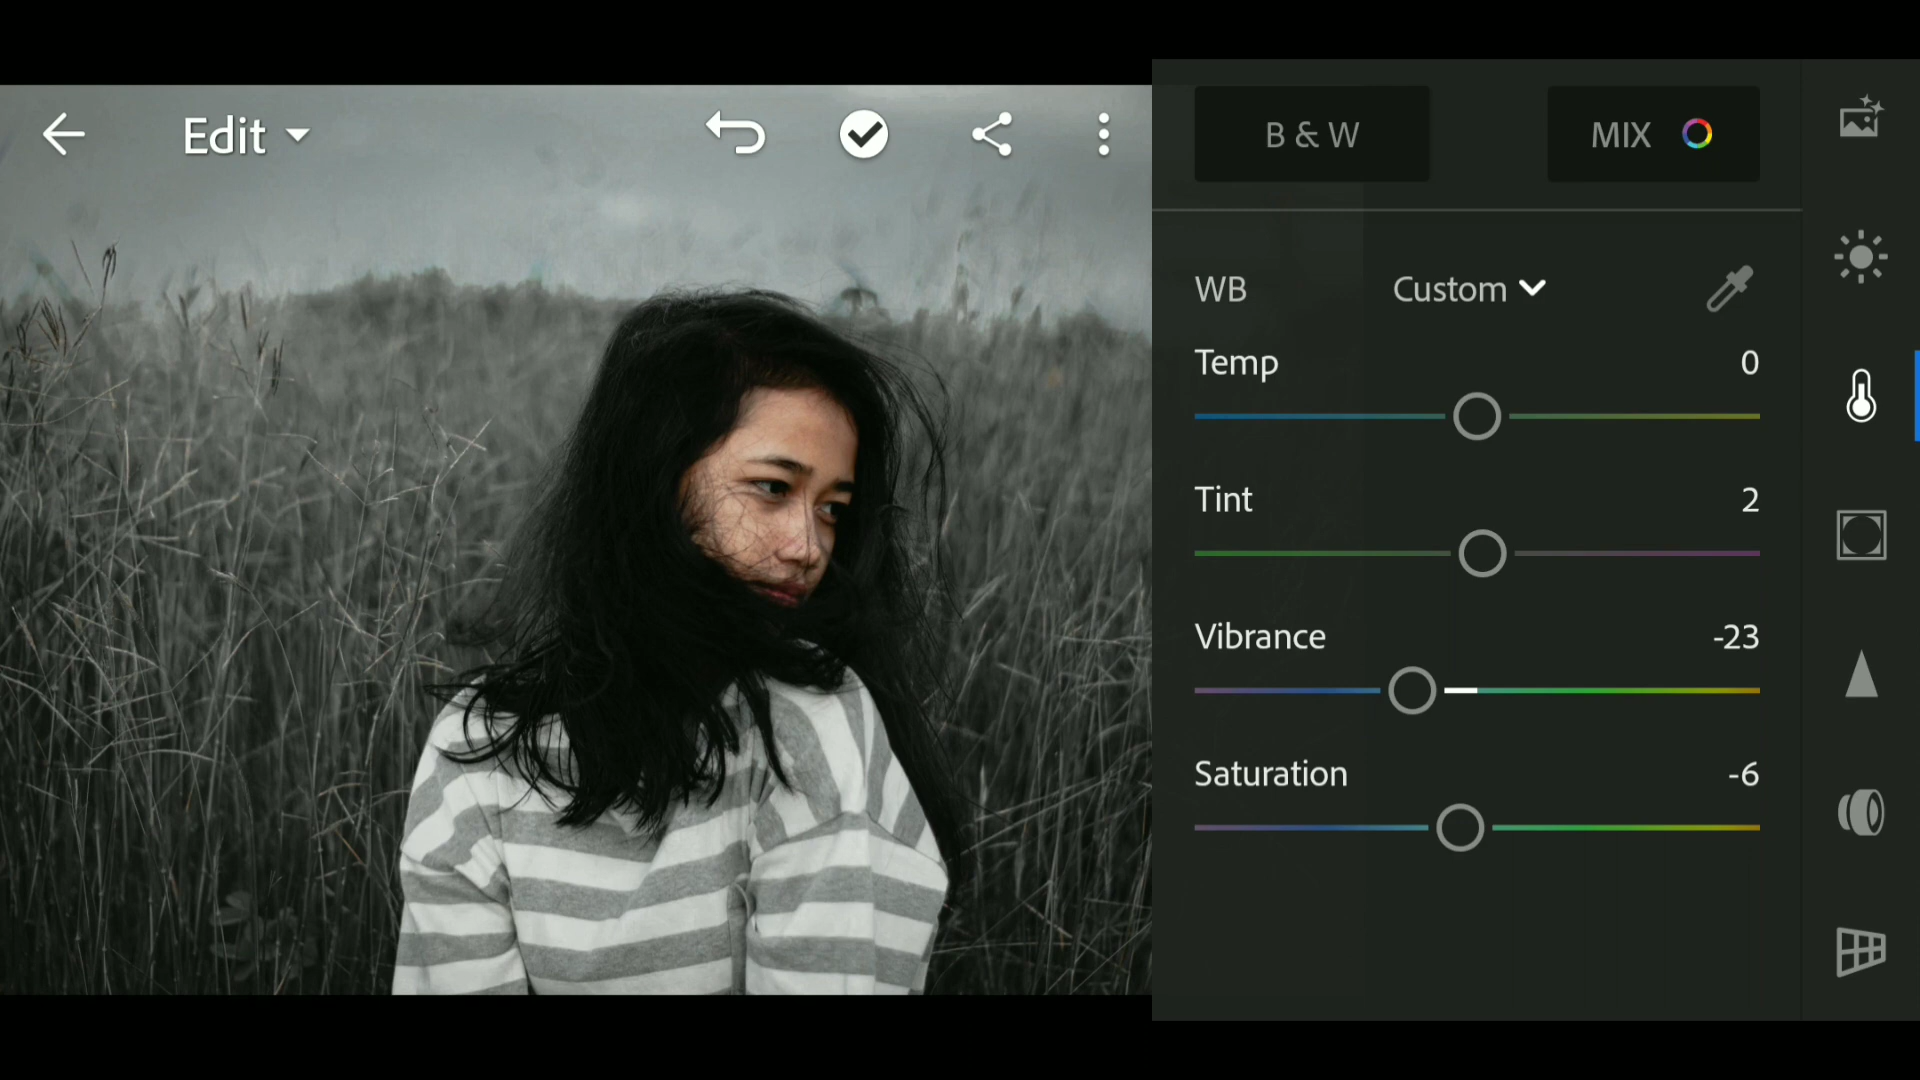 Edit
B & W
MIX
WB
Custom
Temp
0
Tint
2
Vibrance
-23
Saturation
-6